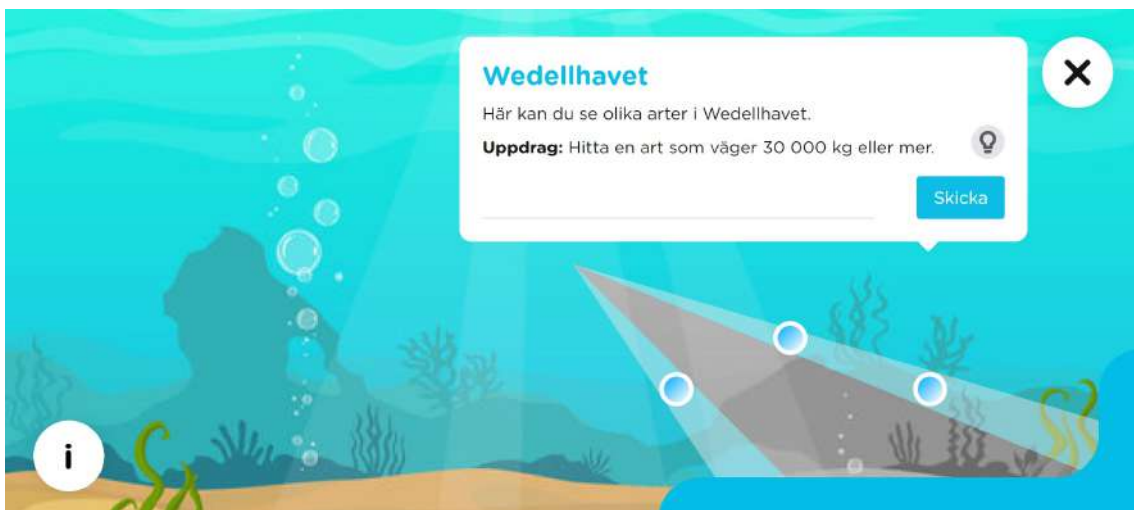 Wedellhavet
Här kan du se olika arter i Wedellhavet.
Uppdrag: Hitta en art som väger 30 000 kg eller mer.
Skicka
i